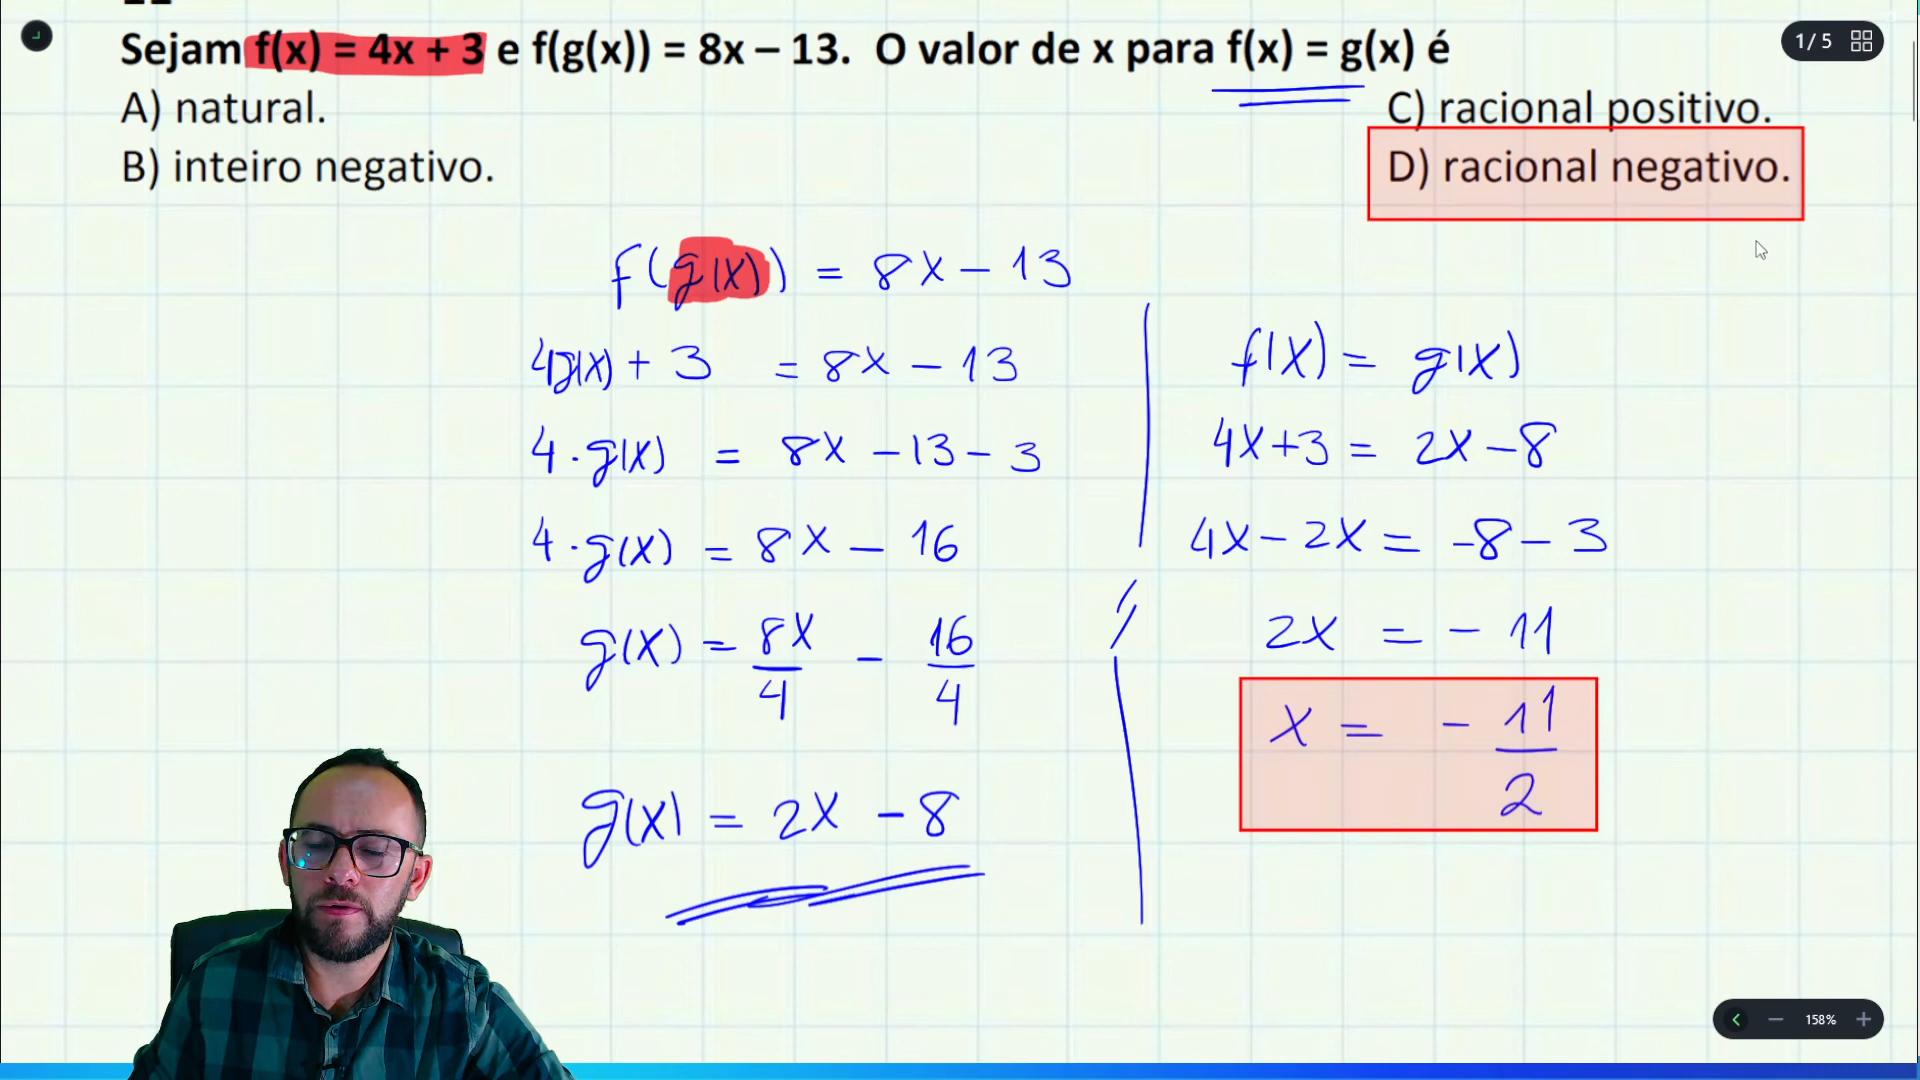 Sejam f(x) = 4x + 3 e f(g(x)) = 8x – 13. O valor de x para f(x) = g(x) é
A) natural.
B) inteiro negativo.
C) racional positivo.
D) racional negativo.
f(g(x)) = 8x - 13
4g(x) + 3 = 8x - 13
4 · g(x) = 8x - 13 - 3
4 · g(x) = 8x - 16
g(x) = 8x/4 - 16/4
g(x) = 2x - 8
f(x) = g(x)
4x+3 = 2x-8
4x - 2x = -8 - 3
2x = - 11
x = - 11/2
1/ 5
158%